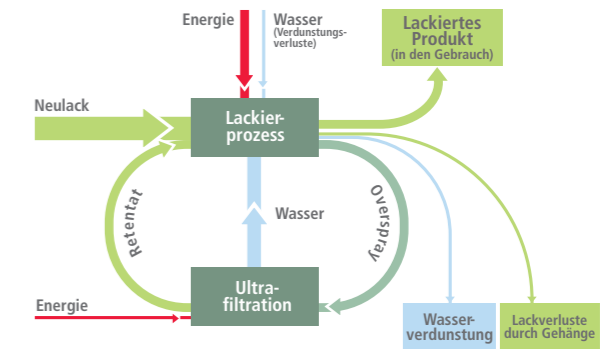 Energie
Wasser
(Verdunstungs-
verluste)
Lackiertes
Produkt
(in den Gebrauch)
Neulack
Lackier-
prozess
Retentat
Wasser
Overspray
Ultra-
filtration
Energie
Wasser-
verdunstung
Lackverluste
durch Gehänge